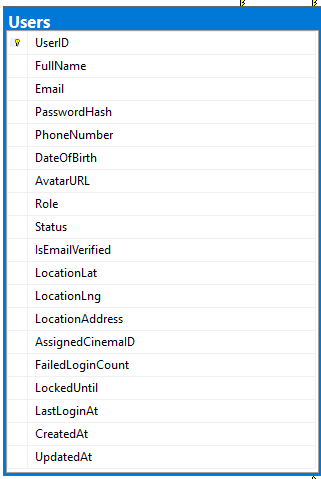 Users
UserID
FullName
Email
PasswordHash
PhoneNumber
DateOfBirth
AvatarURL
Role
Status
IsEmailVerified
LocationLat
LocationLng
LocationAddress
AssignedCinemaID
FailedLoginCount
LockedUntil
LastLoginAt
CreatedAt
UpdatedAt